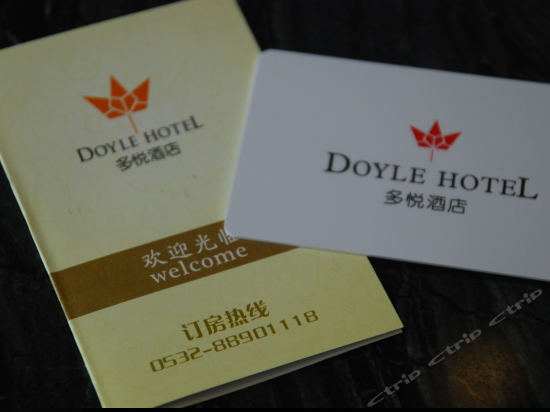 DOYLE HOTEL
多悦酒店
欢迎光临
welcome
订房热线
0532-88901118
DOYLE HOTEL
多悦酒店
ctrip ctrip ctrip